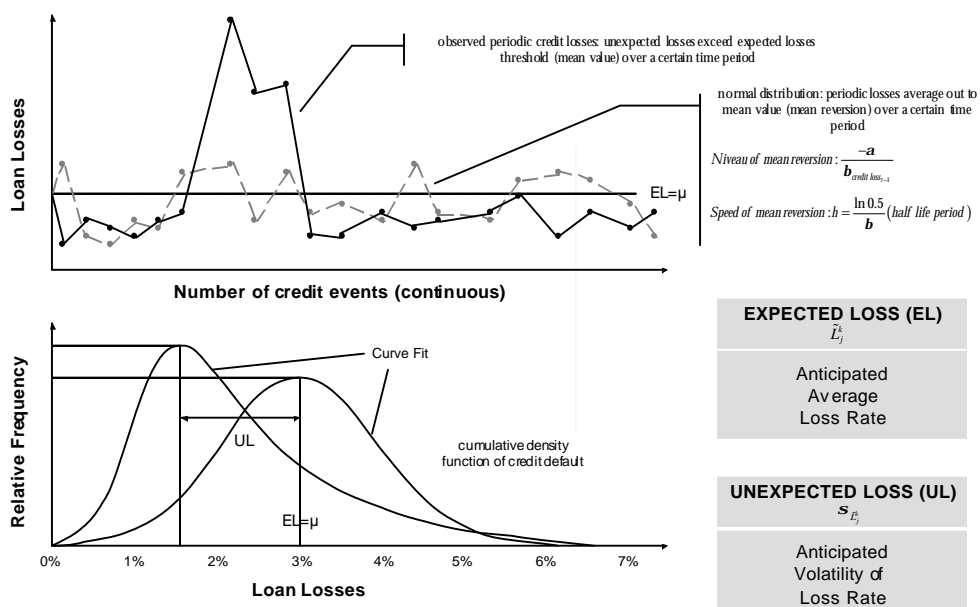 Loan Losses
observed periodic credit losses: unexpected losses exceed expected losses
threshold (mean value) over a certain time period
normal distribution: periodic losses average out to
mean value (mean reversion) over a certain time
period
Niveau of mean reversion : −a / b credit loss t−1
EL=μ
Speed of mean reversion : h = ln 0.5 / b (half life period)
Number of credit events (continuous)
Relative Frequency
Curve Fit
UL
cumulative density
function of credit default
EL=μ
0% 1% 2% 3% 4% 5% 6% 7%
Loan Losses
EXPECTED LOSS (EL)
L̃ k j
Anticipated
Average
Loss Rate
UNEXPECTED LOSS (UL)
s L̃ k j
Anticipated
Volatility of
Loss Rate